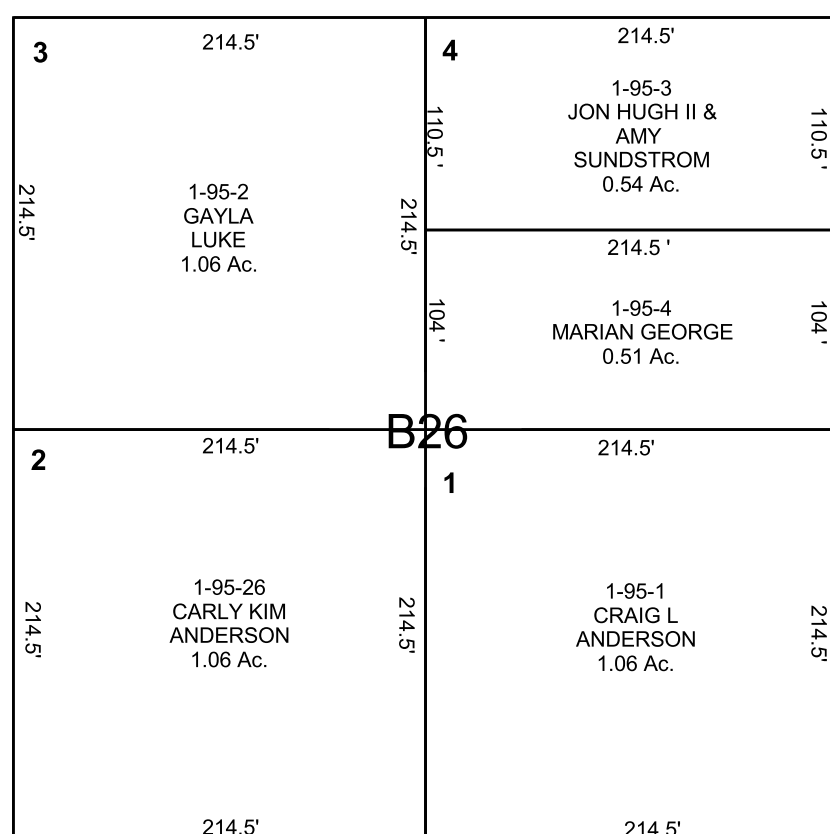 3
214.5'
214.5'
1-95-2
GAYLA
LUKE
1.06 Ac.
214.5'
4
214.5'
110.5 '
1-95-3
JON HUGH II &
AMY
SUNDSTROM
0.54 Ac.
110.5 '
214.5 '
104 '
1-95-4
MARIAN GEORGE
0.51 Ac.
104 '
B26
2
214.5'
214.5'
1-95-26
CARLY KIM
ANDERSON
1.06 Ac.
214.5'
214.5'
1
214.5'
1-95-1
CRAIG L
ANDERSON
1.06 Ac.
214.5'
214.5'